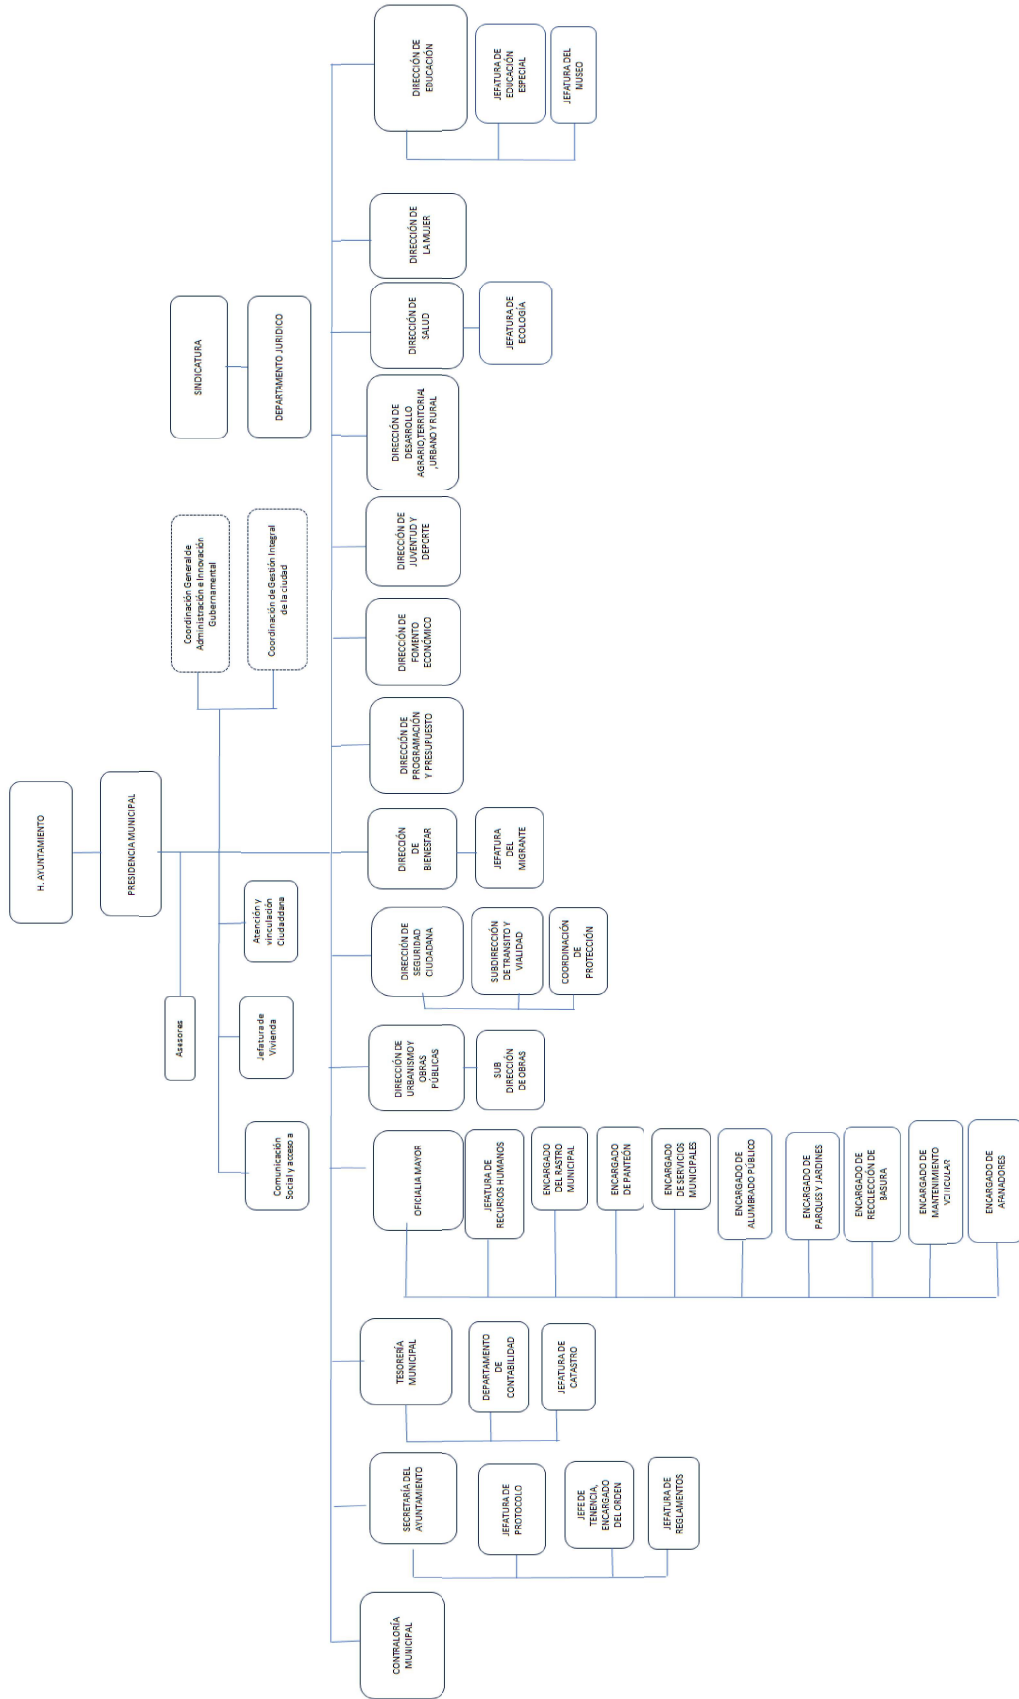 H. AYUNTAMIENTO
PRESIDENCIA MUNICIPAL
Asesores
Coordinación General de
Administración e Innovación
Gubernamental
Coordinación de Gestión Integral
de la ciudad
SINDICATURA
DEPARTAMENTO JURIDICO
Comunicación
Social y acceso a
Jefatura de
Vivienda
Atención y
vinculación
Ciudaddana
CONTRALORÍA
MUNICIPAL
SECRETARÍA DEL
AYUNTAMIENTO
JEFATURA DE
PROTOCOLO
JEFE DE
TENENCIA,
ENCARGADO
DEL ORDEN
JEFATURA DE
REGLAMENTOS
TESORERÍA
MUNICIPAL
DEPARTAMENTO
DE
CONTABILIDAD
JEFATURA DE
CATASTRO
OFICIALIA MAYOR
JEFATURA DE
RECURSOS HUMANOS
ENCARGADO
DEL RASTRO
MUNICIPAL
ENCARGADO
DE PANTEÓN
ENCARGADO
DE SERVICIOS
MUNICIPALES
ENCARGADO DE
ALUMBRADO PÚBLICO
ENCARGADO DE
PARQUES Y JARDINES
ENCARGADO DE
RECOLECCIÓN DE
BASURA
ENCARGADO DE
MANTENIMIENTO
ENCARGADO DE
AFANADORES
DIRECCIÓN DE
URBANISMO Y
OBRAS
PÚBLICAS
SUB
DIRECCIÓN
DE OBRAS
DIRECCIÓN DE
SEGURIDAD
CIUDADANA
SUBDIRECCIÓN
DE TRANSITO Y
VIALIDAD
COORDINACIÓN
DE
PROTECCIÓN
DIRECCIÓN
DE
BIENESTAR
JEFATURA
DEL
MIGRANTE
DIRECCIÓN DE
PROGRAMACIÓN
Y PRESUPUESTO
DIRECCIÓN DE
FOMENTO
ECONÓMICO
DIRECCIÓN DE
JUVENTUD Y
DEPORTE
DIRECCIÓN DE
DESARROLLO
AGRARIO,TERRITORIAL
,URBANO Y RURAL
DIRECCIÓN DE
SALUD
JEFATURA DE
ECOLOGÍA
DIRECCIÓN DE
LA MUJER
DIRECCIÓN DE
EDUCACIÓN
JEFATURA DE
EDUCACIÓN
ESPECIAL
JEFATURA DEL
MUSEO